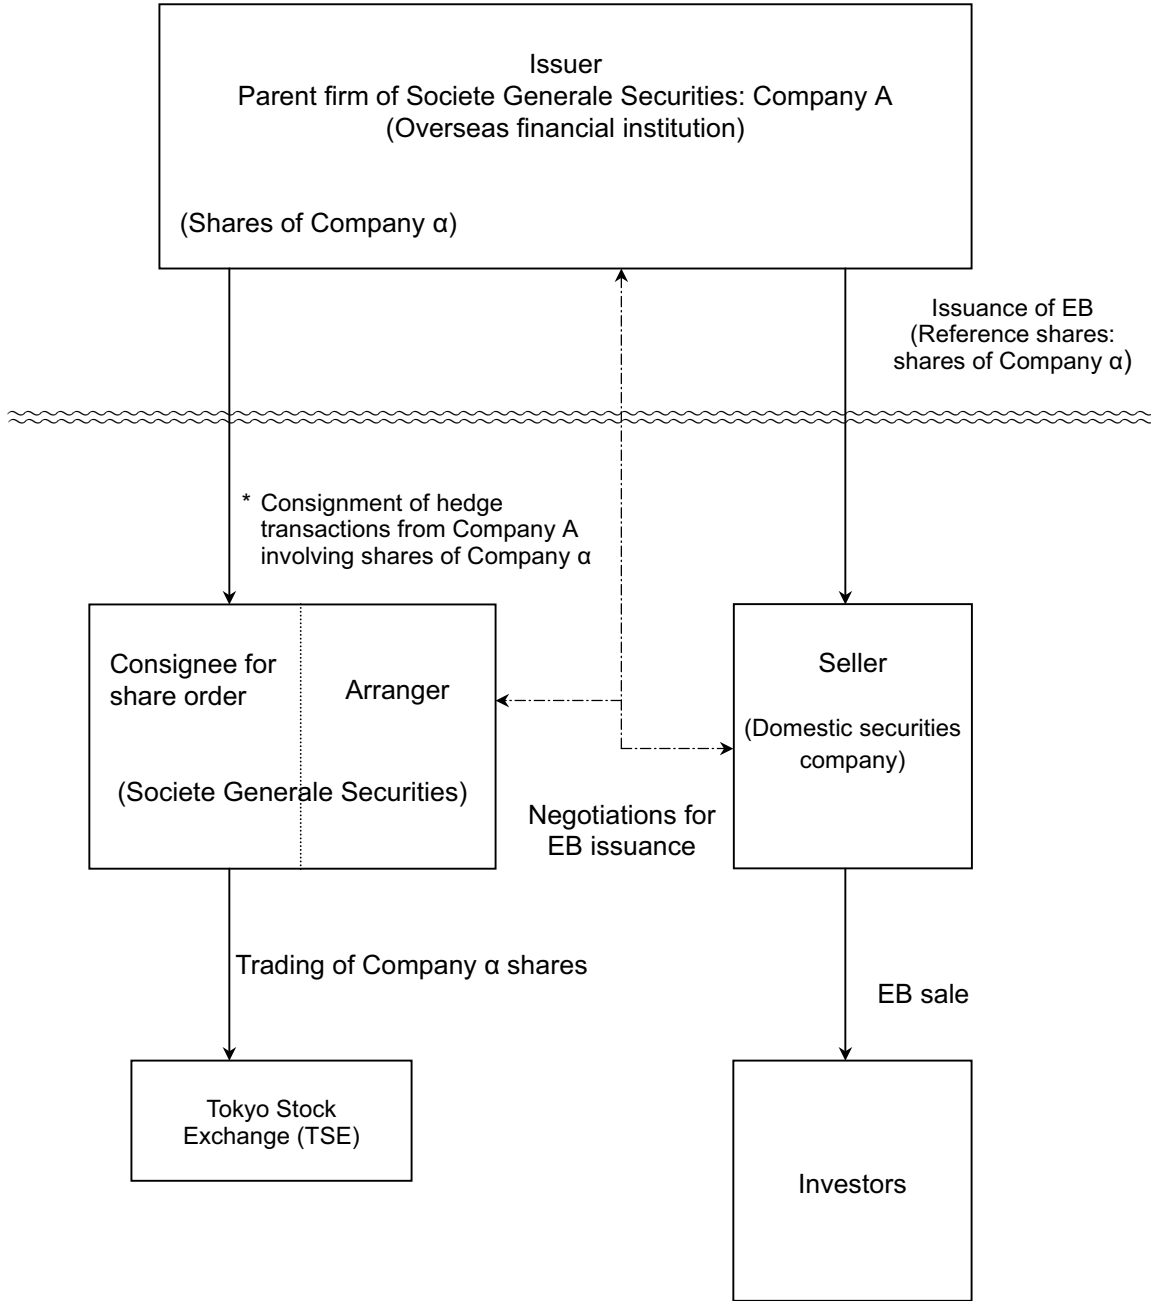 Issuer
Parent firm of Societe Generale Securities: Company A
(Overseas financial institution)
(Shares of Company α)
Issuance of EB
(Reference shares:
shares of Company α)
* Consignment of hedge
transactions from Company A
involving shares of Company α
Consignee for
share order
Arranger
(Societe Generale Securities)
Seller
(Domestic securities
company)
Negotiations for
EB issuance
Trading of Company α shares
EB sale
Tokyo Stock
Exchange (TSE)
Investors